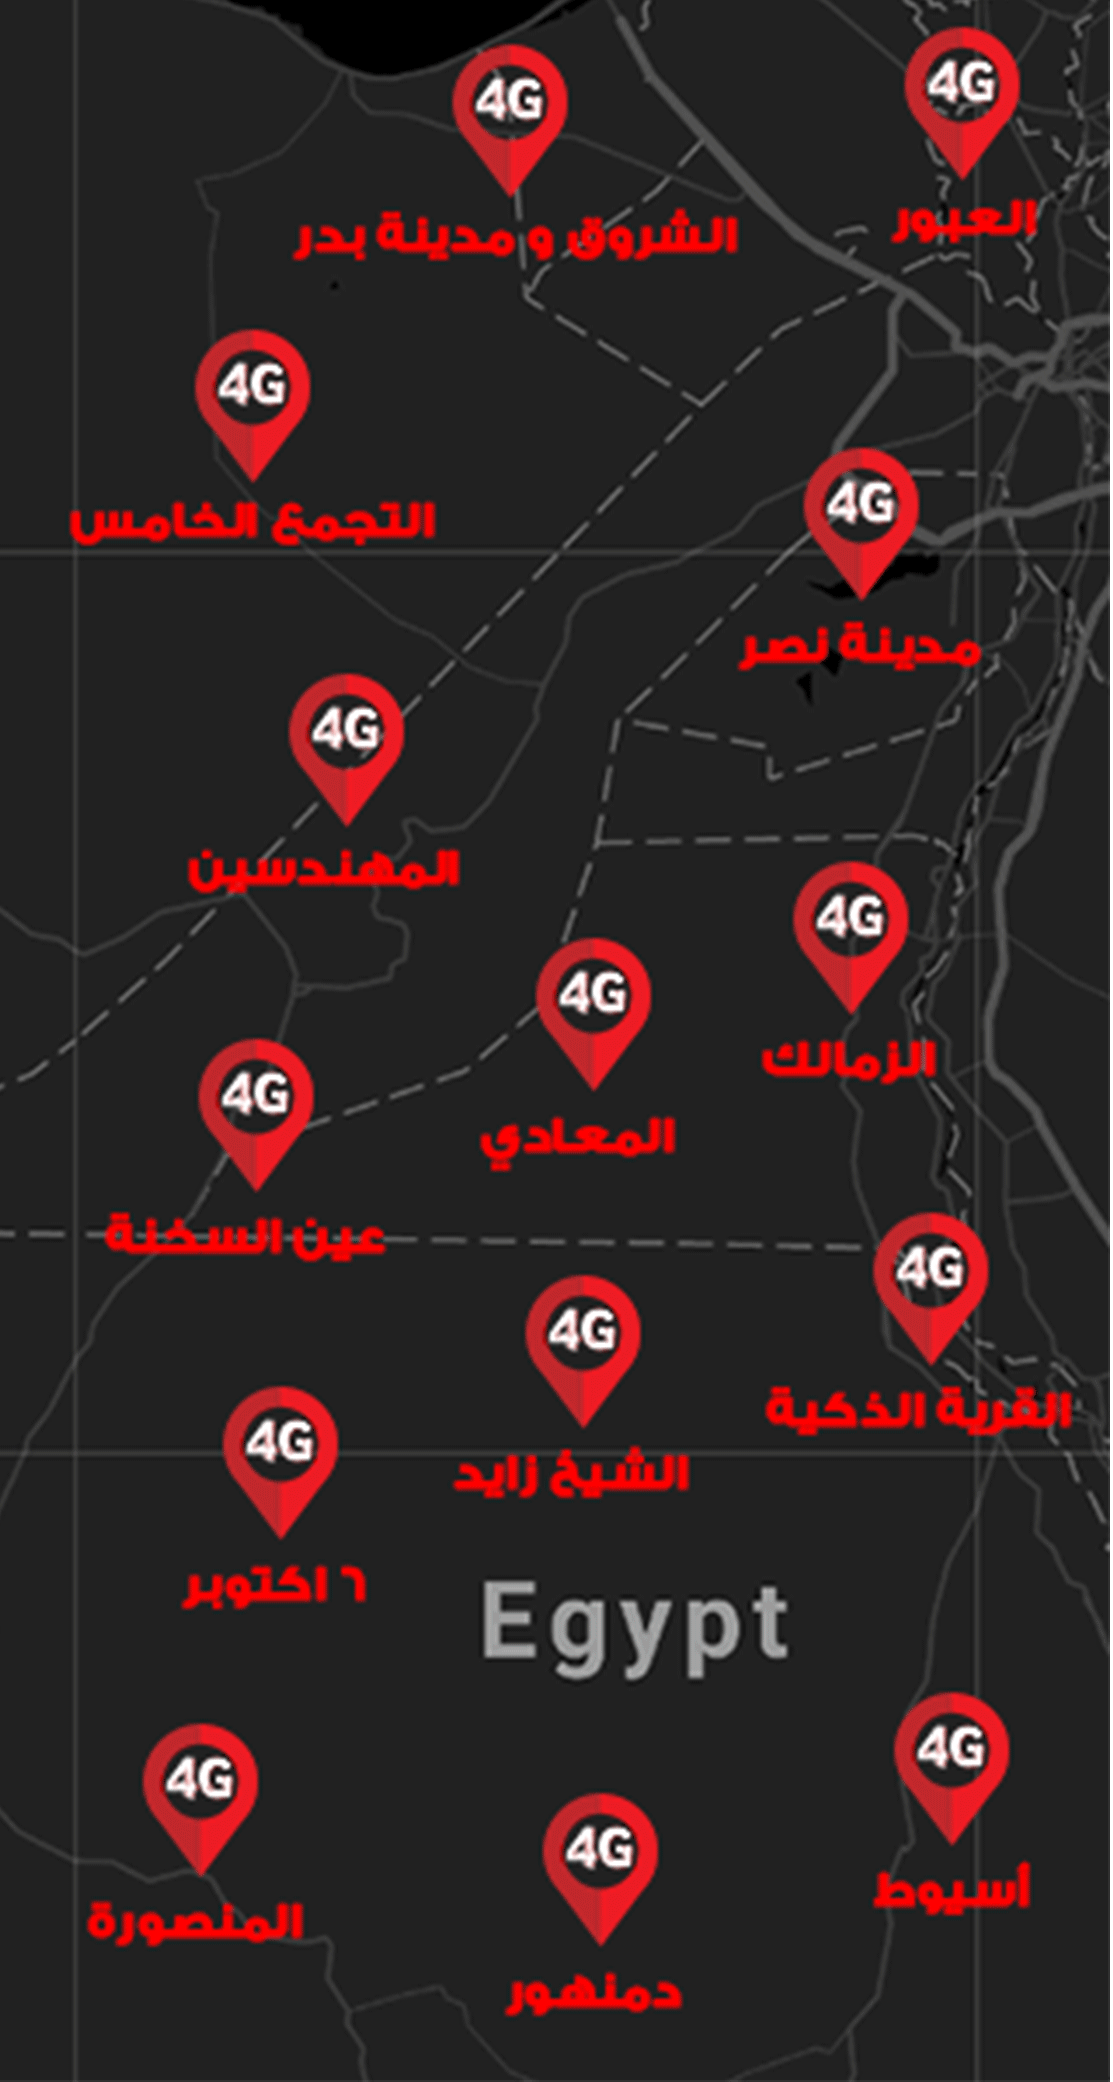 4G
العبور
4G
الشروق و مدينة بدر
4G
التجمع الخامس
4G
مدينة نصر
4G
المهندسين
4G
الزمالك
4G
المعادي
4G
عين السخنة
4G
القرية الذكية
4G
الشيخ زايد
4G
٦ اكتوبر
Egypt
4G
أسيوط
4G
المنصورة
4G
دمنهور